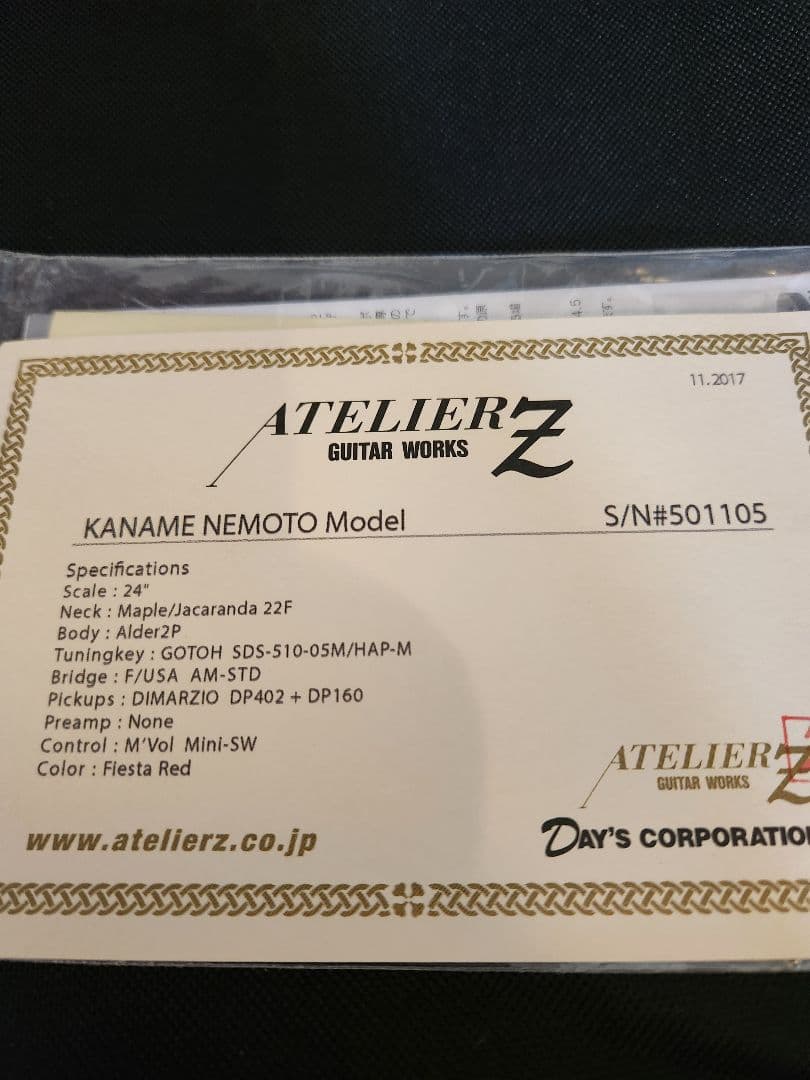 11.2017
ATELIER Z
GUITAR WORKS
KANAME NEMOTO Model
S/N#501105
Specifications
Scale : 24"
Neck : Maple/Jacaranda 22F
Body : Alder2P
Tuningkey : GOTOH SDS-510-05M/HAP-M
Bridge : F/USA AM-STD
Pickups : DIMARZIO DP402 + DP160
Preamp : None
Control : M'Vol Mini-SW
Color : Fiesta Red
ATELIER Z
GUITAR WORKS
www.atelierz.co.jp
DAY'S CORPORATIO